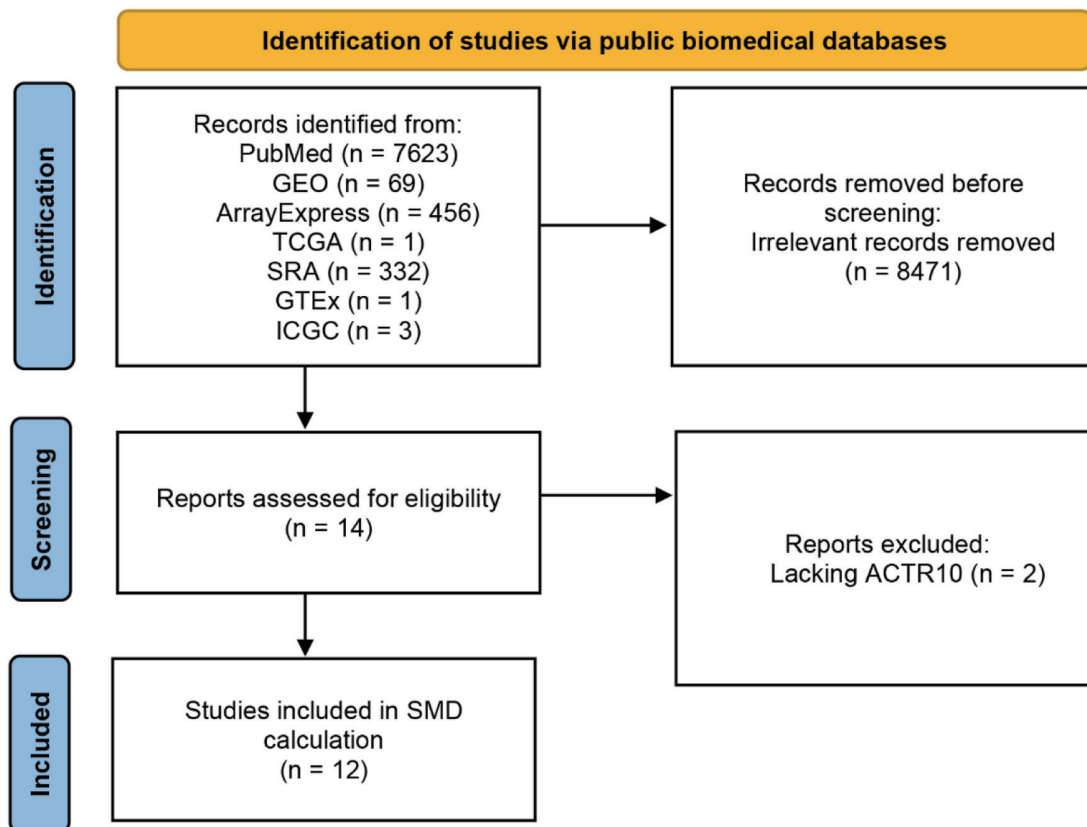 Identification of studies via public biomedical databases
Identification
Records identified from:
PubMed (n = 7623)
GEO (n = 69)
ArrayExpress (n = 456)
TCGA (n = 1)
SRA (n = 332)
GTEx (n = 1)
ICGC (n = 3)
Records removed before
screening:
Irrelevant records removed
(n = 8471)
Screening
Reports assessed for eligibility
(n = 14)
Reports excluded:
Lacking ACTR10 (n = 2)
Included
Studies included in SMD
calculation
(n = 12)